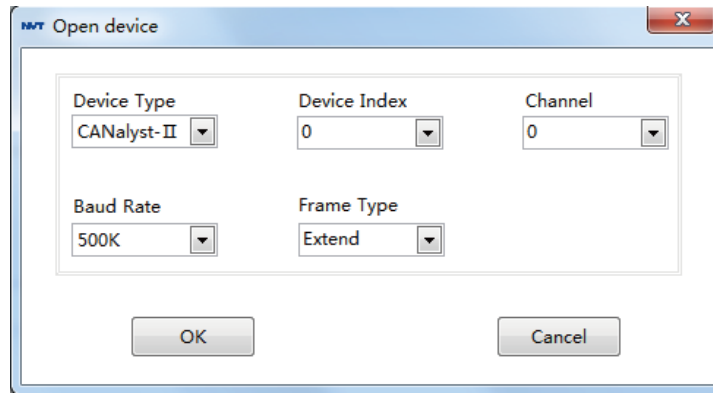 NVT Open device
Device Type Device Index Channel
CANalyst-Ⅱ 0 0
Baud Rate Frame Type
500K Extend
OK Cancel